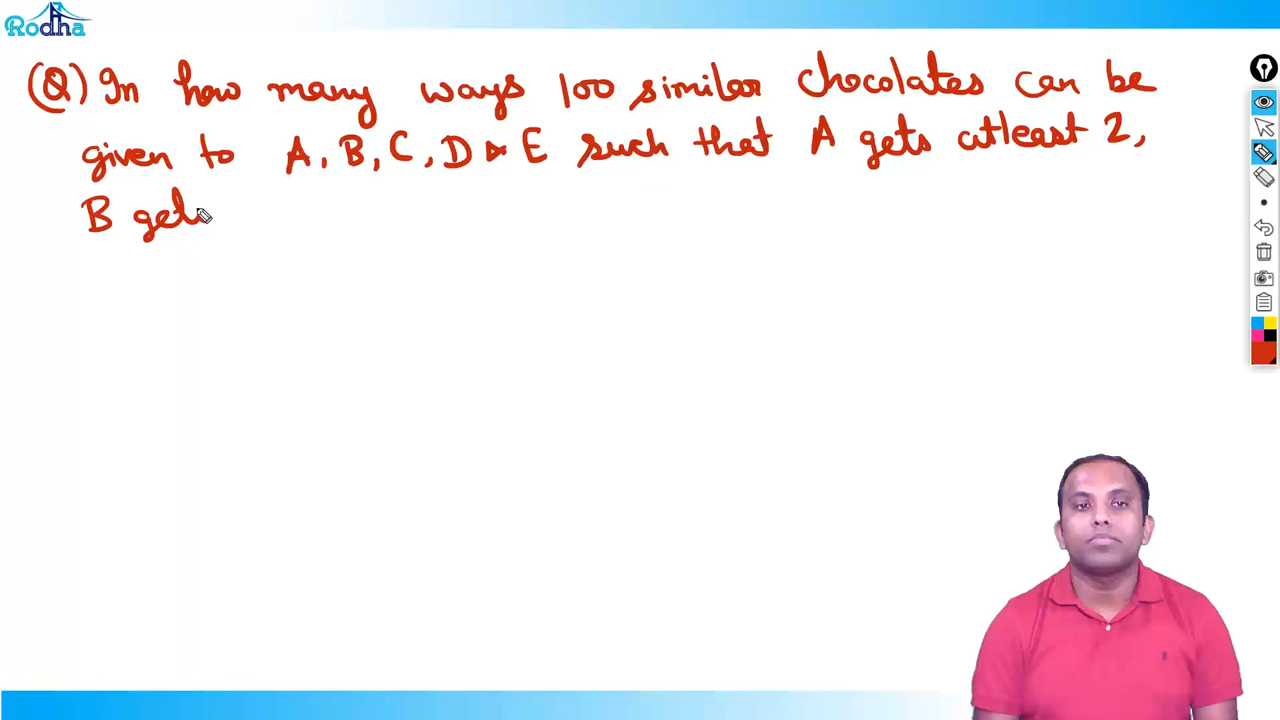 Rodha
(Q) In how many ways 100 similar chocolates can be
given to A, B, C, D & E such that A gets atleast 2,
B gets